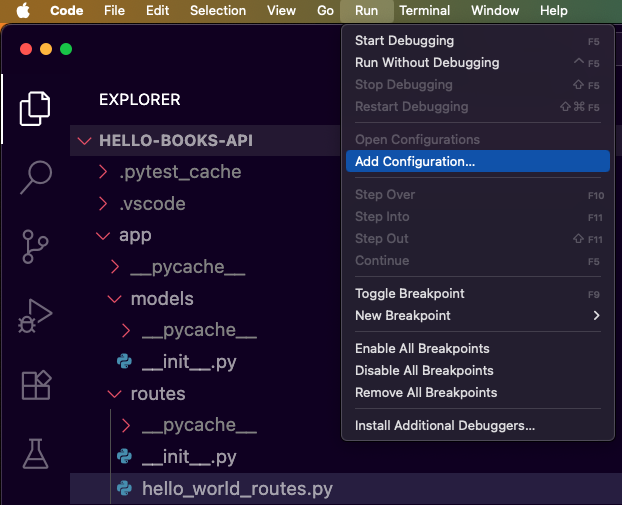 Code File Edit Selection View Go Run Terminal Window Help
EXPLORER
HELLO-BOOKS-API
.pytest_cache
.vscode
app
__pycache__
models
__pycache__
__init__.py
routes
__pycache__
__init__.py
hello_world_routes.py
Start Debugging F5
Run Without Debugging ⌃ F5
Stop Debugging ⇧ F5
Restart Debugging ⇧ ⌘ F5
Open Configurations
Add Configuration...
Step Over F10
Step Into F11
Step Out ⇧ F11
Continue F5
Toggle Breakpoint F9
New Breakpoint
Enable All Breakpoints
Disable All Breakpoints
Remove All Breakpoints
Install Additional Debuggers...